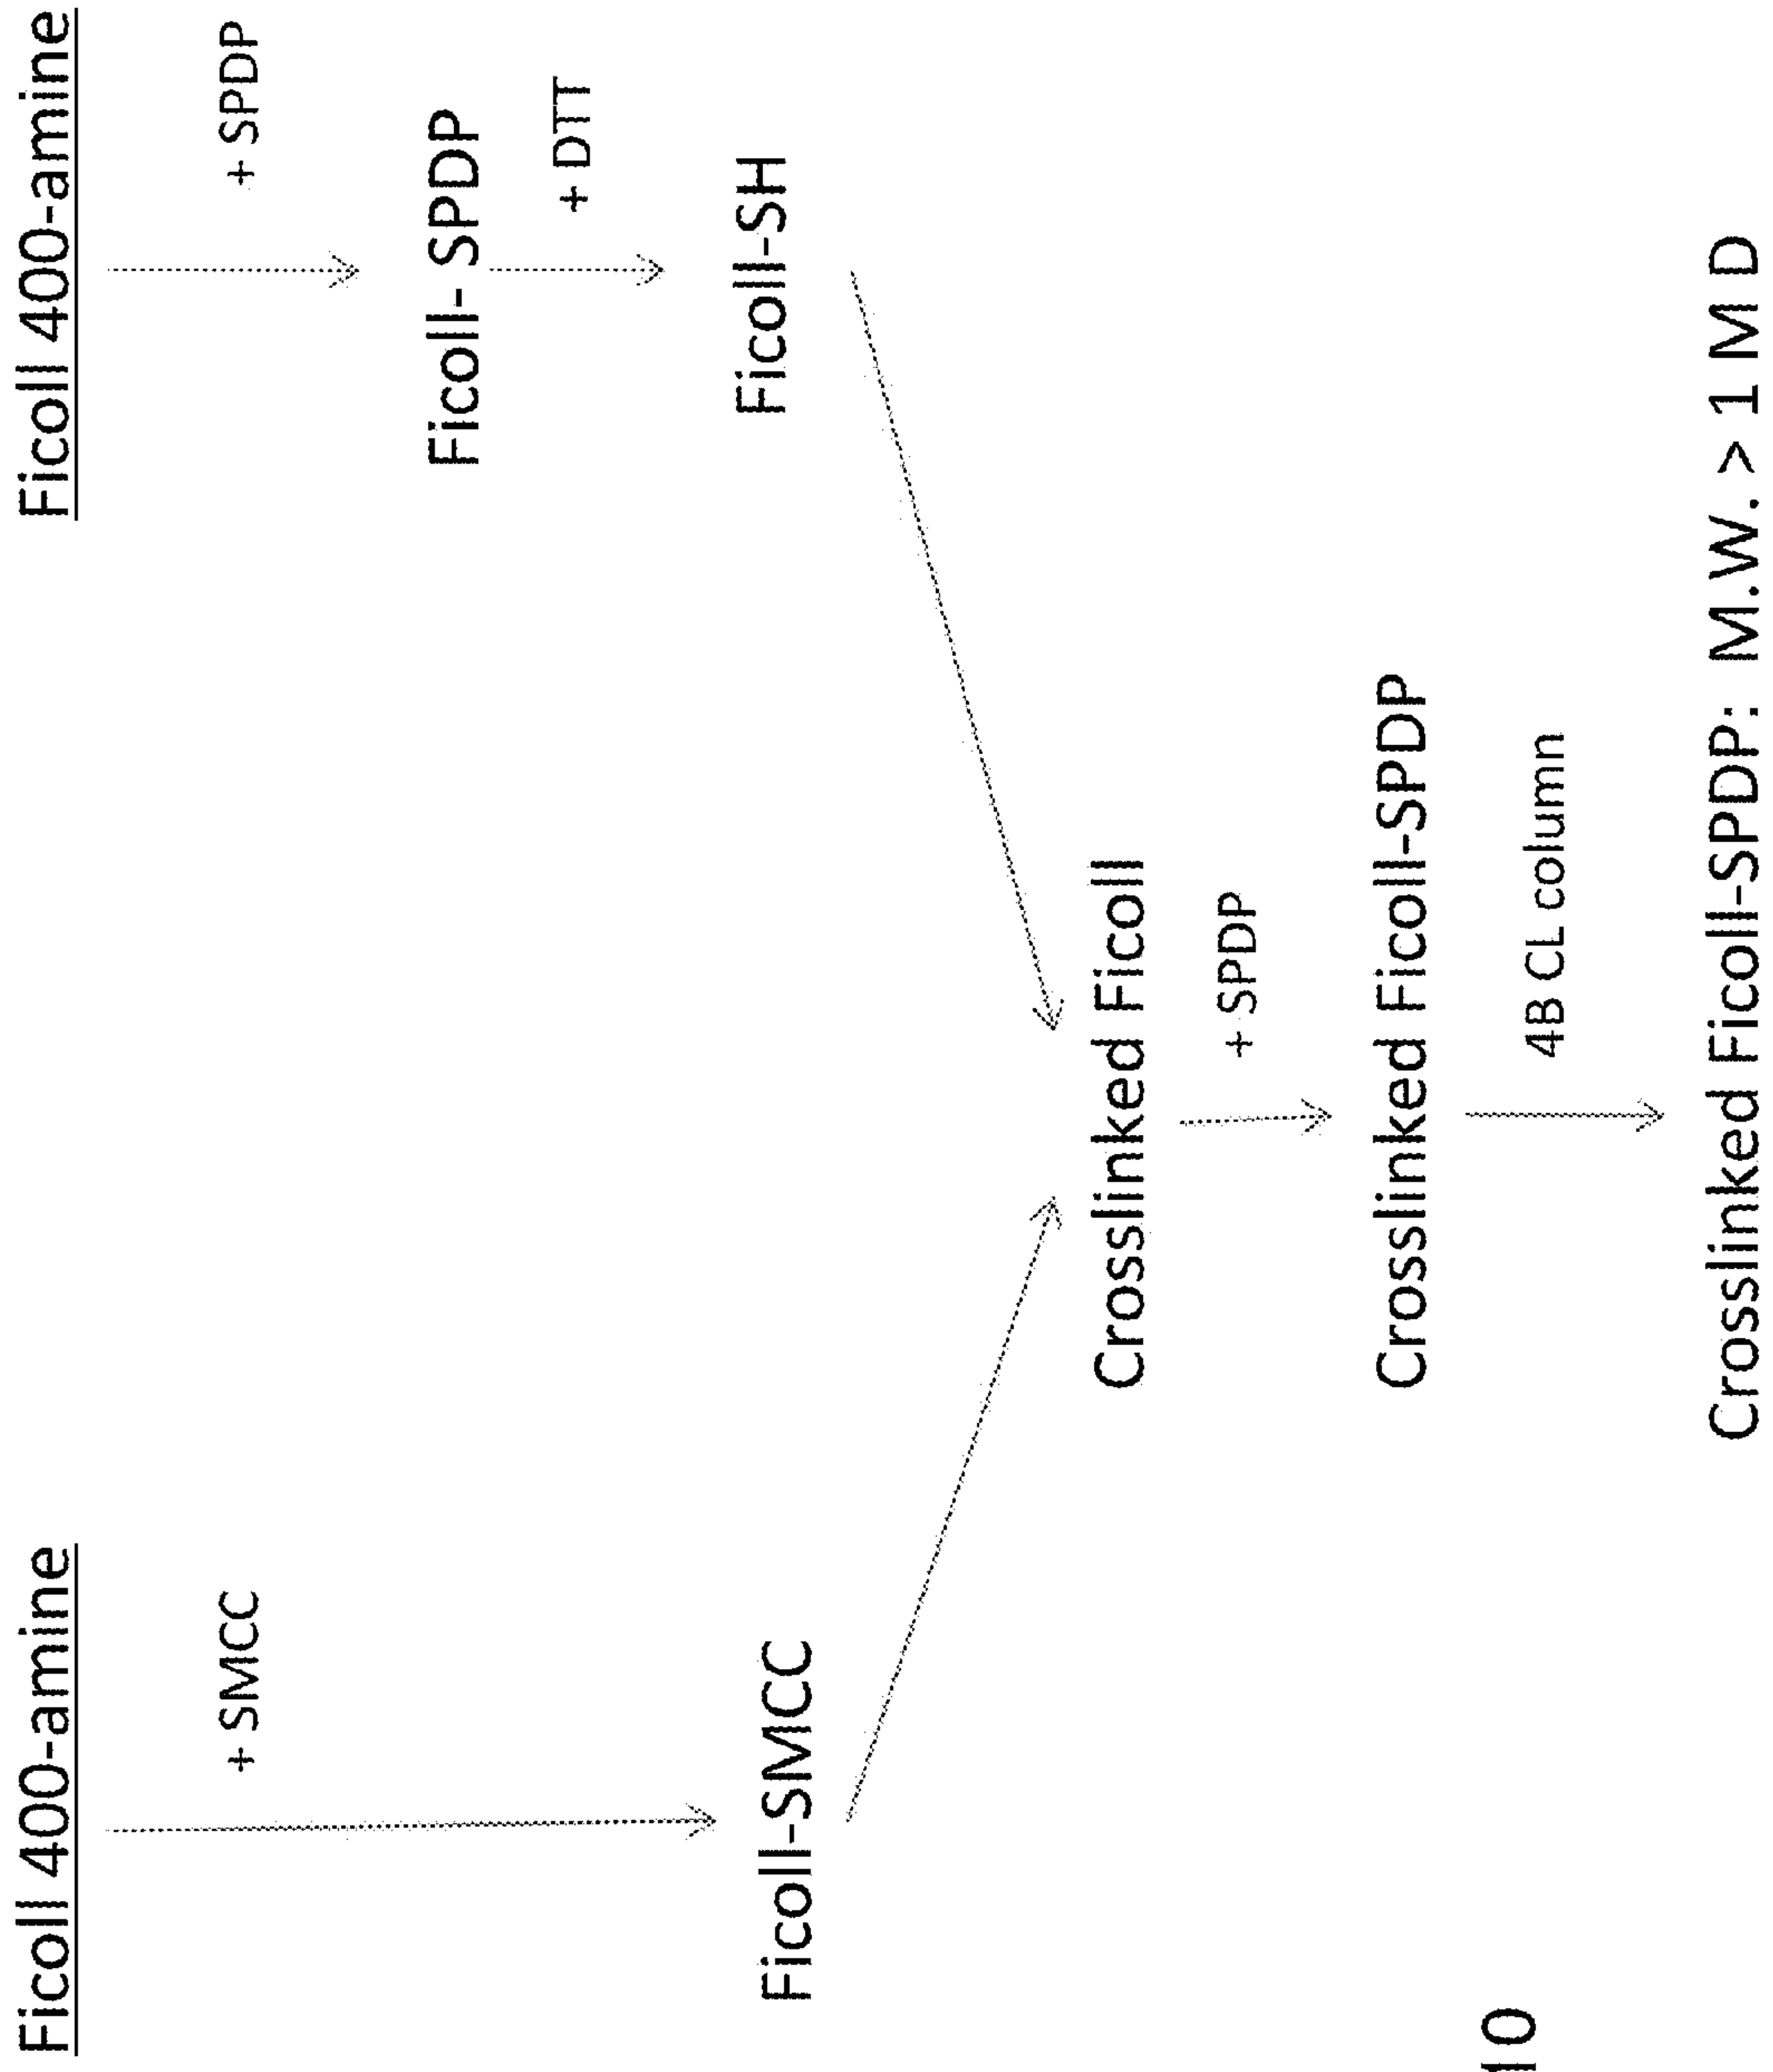 Ficoll 400-amine
Ficoll 400-amine
+ SMCC
+ SPDP
Ficoll- SPDP
+ DTT
Ficoll-SMCC
Ficoll-SH
Crosslinked Ficoll
+ SPDP
Crosslinked Ficoll-SPDP
4B CL column
Crosslinked Ficoll-SPDP: M.W. > 1 M D
10